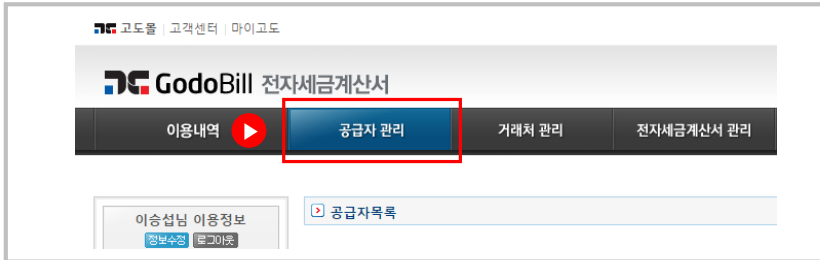 고도몰 | 고객센터 | 마이고도
GodoBill 전자세금계산서
이용내역 공급자 관리 거래처 관리 전자세금계산서 관리
이승섭님 이용정보
정보수정 로그아웃
공급자목록